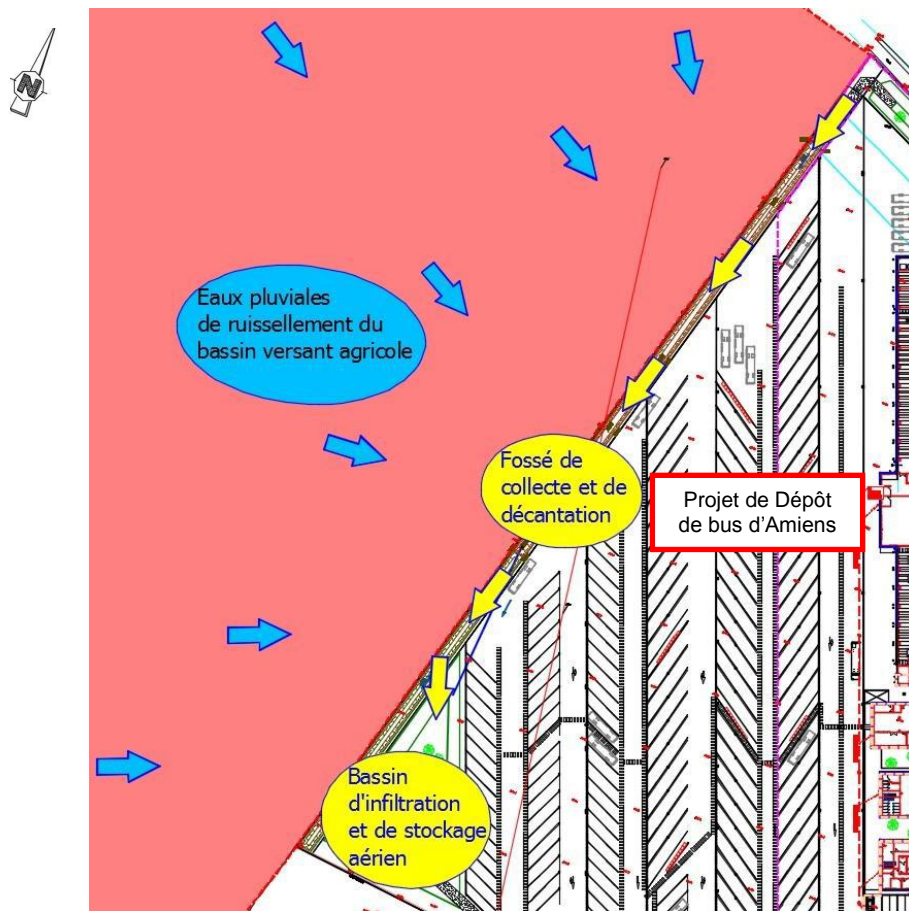 N
Eaux pluviales
de ruissellement du
bassin versant agricole
Fossé de
collecte et de
décantation
Projet de Dépôt
de bus d'Amiens
Bassin
d'infiltration
et de stockage
aérien